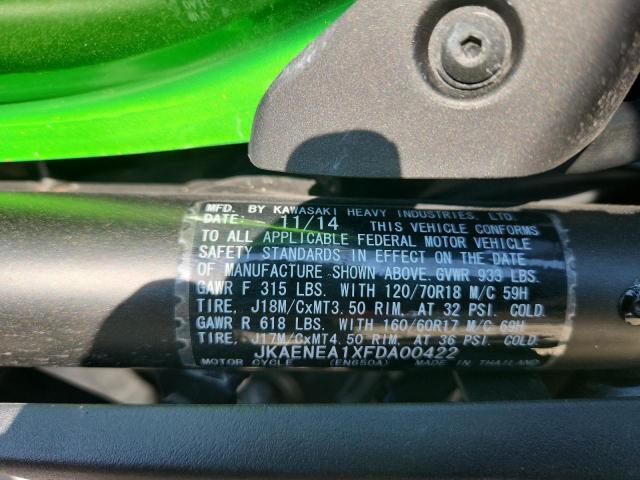 MFD. BY KAWASAKI HEAVY INDUSTRIES, LTD.
DATE: 11/14 THIS VEHICLE CONFORMS
TO ALL APPLICABLE FEDERAL MOTOR VEHICLE
SAFETY STANDARDS IN EFFECT ON THE DATE
OF MANUFACTURE SHOWN ABOVE. GVWR 933 LBS.
GAWR F 315 LBS. WITH 120/70R18 M/C 59H
TIRE, J18M/CxMT3.50 RIM, AT 32 PSI. COLD.
GAWR R 618 LBS. WITH 160/60R17 M/C 69H
TIRE, J17M/CxMT4.50 RIM, AT 36 PSI. COLD.
JKAENEA1XFDA00422
MOTOR CYCLE (EN650A) MADE IN THAILAND